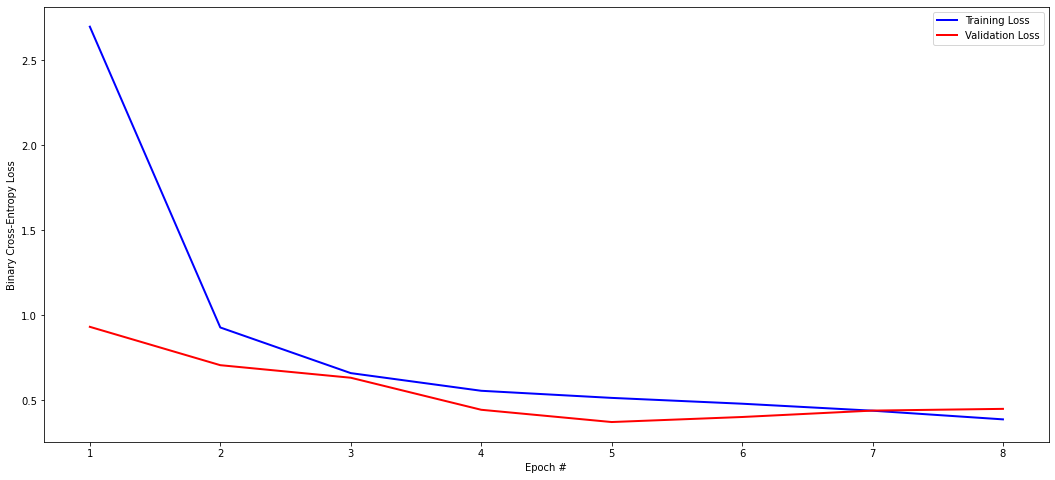 Training Loss
Validation Loss
2.5
2.0
1.5
1.0
0.5
Binary Cross-Entropy Loss
1 2 3 4 5 6 7 8
Epoch #